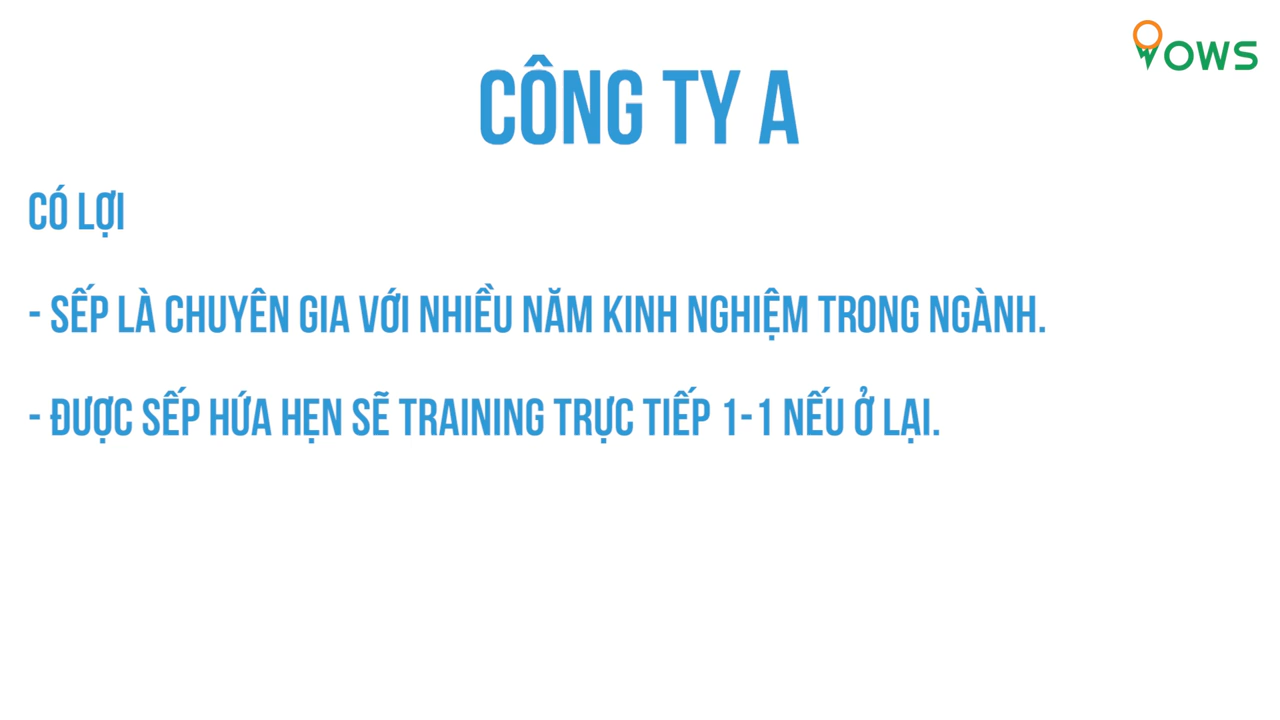 VOWS
CÔNG TY A
CÓ LỢI
- SẾP LÀ CHUYÊN GIA VỚI NHIỀU NĂM KINH NGHIỆM TRONG NGÀNH.
- ĐƯỢC SẾP HỨA HẸN SẼ TRAINING TRỰC TIẾP 1-1 NẾU Ở LẠI.